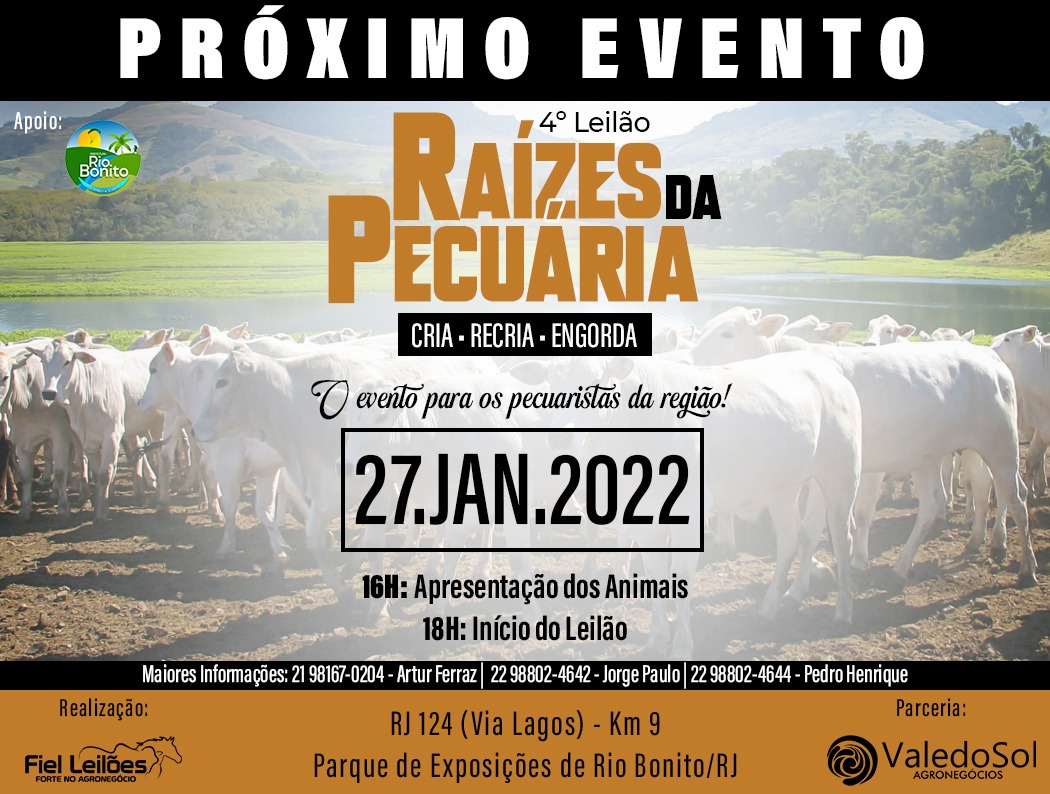 PRÓXIMO EVENTO
Apoio:
Rio
Bonito
4º Leilão
RAÍZES DA
PECUÁRIA
CRIA · RECRIA · ENGORDA
O evento para os pecuaristas da região!
27.JAN.2022
16H: Apresentação dos Animais
18H: Início do Leilão
Maiores Informações: 21 98167-0204 - Artur Ferraz | 22 98802-4642 - Jorge Paulo | 22 98802-4644 - Pedro Henrique
Realização:
Fiel Leilões
FORTE NO AGRONEGÓCIO
RJ 124 (Via Lagos) - Km 9
Parque de Exposições de Rio Bonito/RJ
Parceria:
ValedoSol
AGRONEGÓCIOS